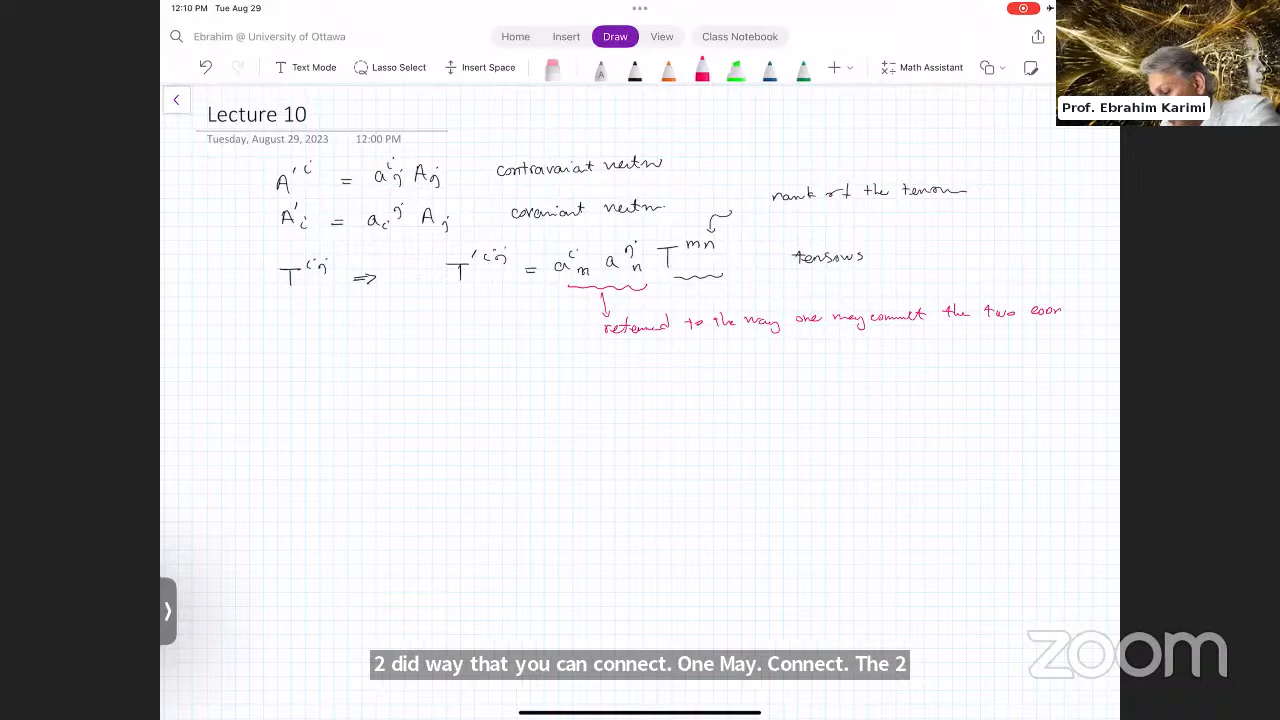 12:10 PM Tue Aug 29
Ebrahim @ University of Ottawa
Home Insert Draw View Class Notebook
Text Mode Lasso Select Insert Space Math Assistant
Prof. Ebrahim Karimi
Lecture 10
Tuesday, August 29, 2023 12:00 PM
A'^i = a^i_j A_j contravariant vector
rank of the tensor
A'_i = a_i^j A_j covariant vector
T^{ij} ⇒ T'^{ij} = a^i_m a^j_n T^{mn} tensors
returned to the way one may connect the two coor
2 did way that you can connect. One May. Connect. The 2
zoom